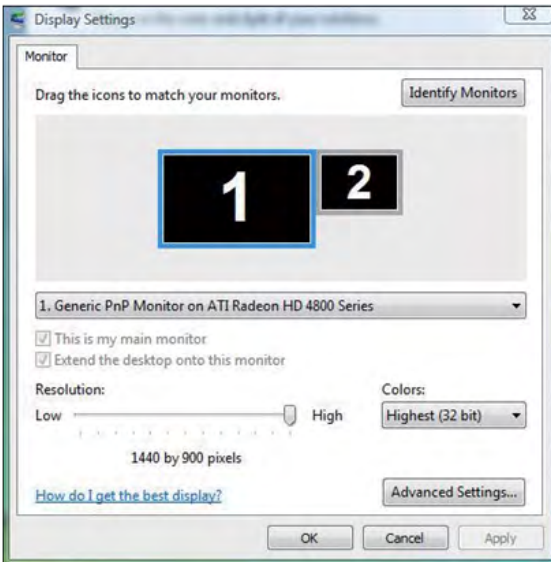 Display Settings
Monitor
Drag the icons to match your monitors.
Identify Monitors
1
2
1. Generic PnP Monitor on ATI Radeon HD 4800 Series
This is my main monitor
Extend the desktop onto this monitor
Resolution:
Colors:
Low
High
Highest (32 bit)
1440 by 900 pixels
How do I get the best display?
Advanced Settings...
OK
Cancel
Apply